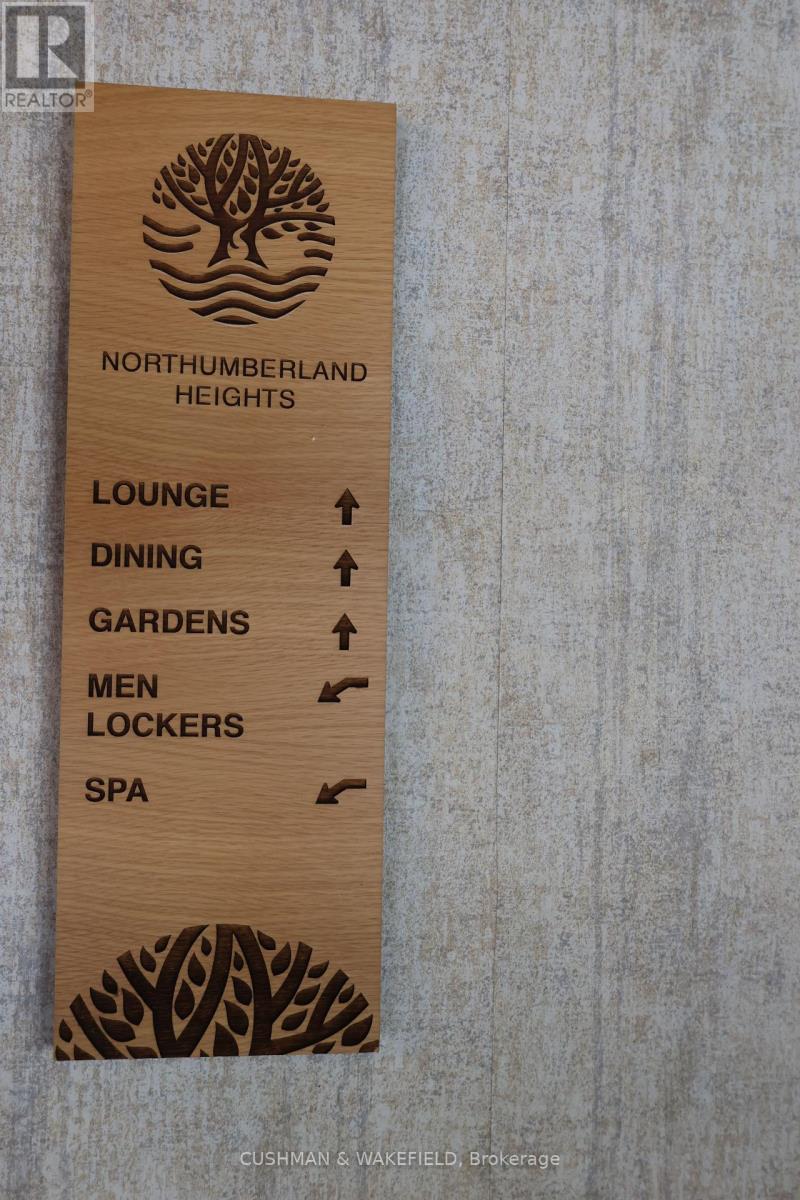 R
REALTOR®
NORTHUMBERLAND
HEIGHTS
LOUNGE
DINING
GARDENS
MEN
LOCKERS
SPA
CUSHMAN & WAKEFIELD, Brokerage